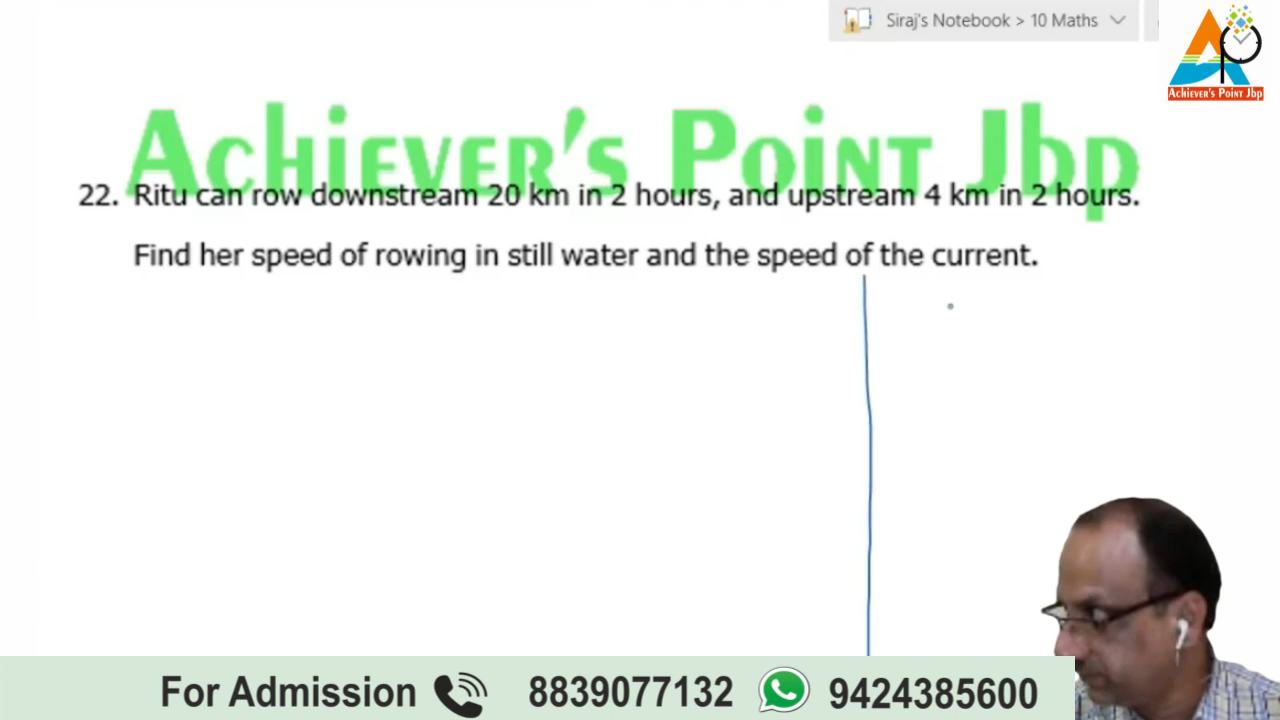 Siraj's Notebook > 10 Maths
ACHIEVER'S POINT JBP
ACHIEVER'S POINT Jbp
22. Ritu can row downstream 20 km in 2 hours, and upstream 4 km in 2 hours.
Find her speed of rowing in still water and the speed of the current.
For Admission 8839077132 9424385600